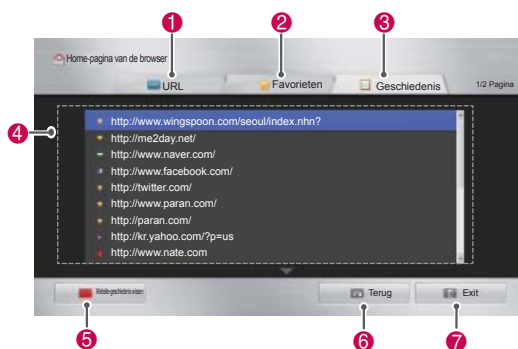 1 2 3
Home-pagina van de browser
URL Favorieten Geschiedenis 1/2 Pagina
4
http://www.wingspoon.com/seoul/index.nhn?
http://me2day.net/
http://www.naver.com/
http://www.facebook.com/
http://twitter.com/
http://www.paran.com/
http://paran.com/
http://kr.yahoo.com/?p=us
http://www.nate.com
Website-geschiedenis wissen Terug Exit
5 6 7